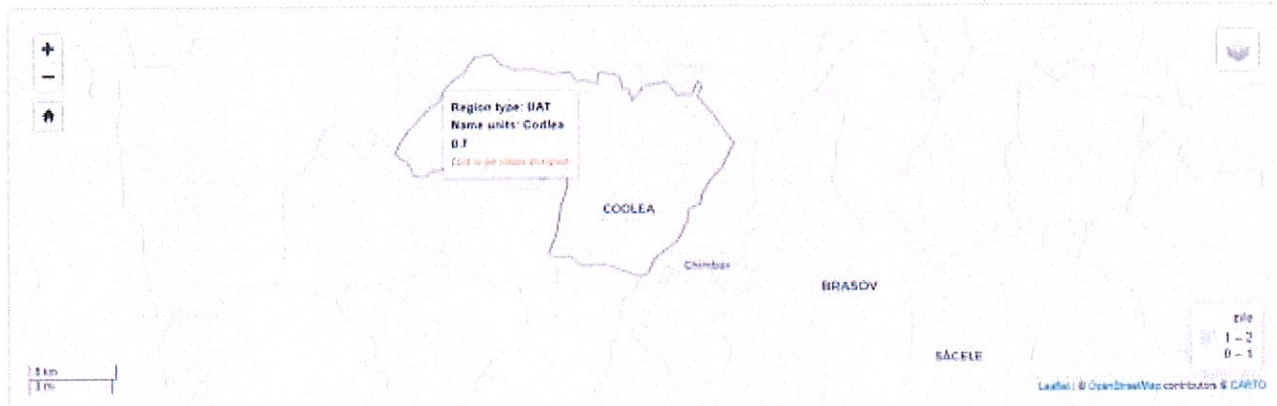 +
−
Region type: UAT
Name units: Codlea
0.7
CODLEA
BRASOV
SĂCELE
zile
1 – 2
0 – 1
5 km
3 mi
Leaflet | © OpenStreetMap contributors © CARTO